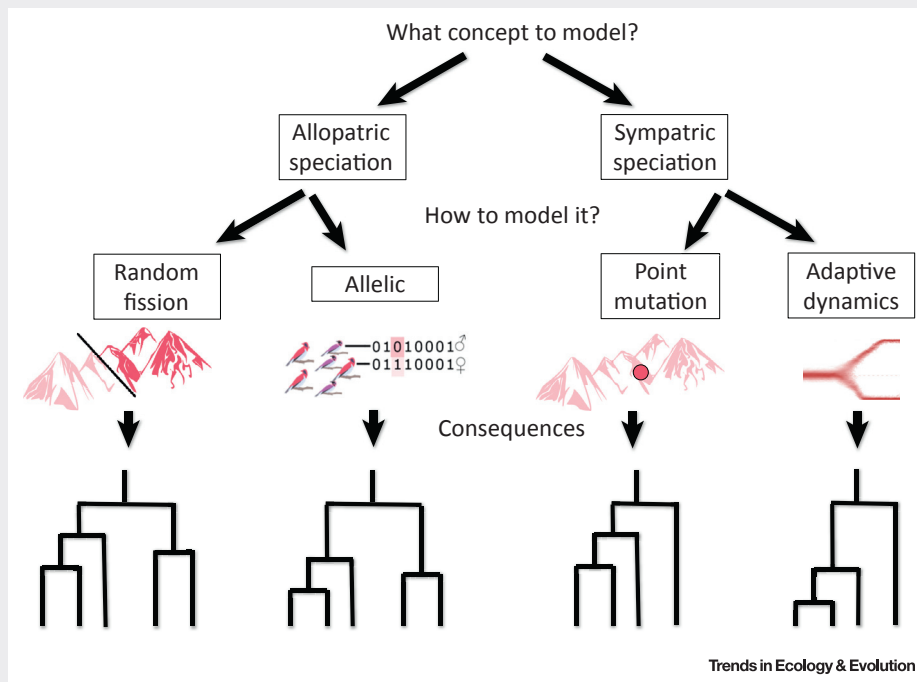 What concept to model?
Allopatric
speciation
Sympatric
speciation
How to model it?
Random
fission
Allelic
Point
mutation
Adaptive
dynamics
01010001♂
01110001♀
Consequences
Trends in Ecology & Evolution